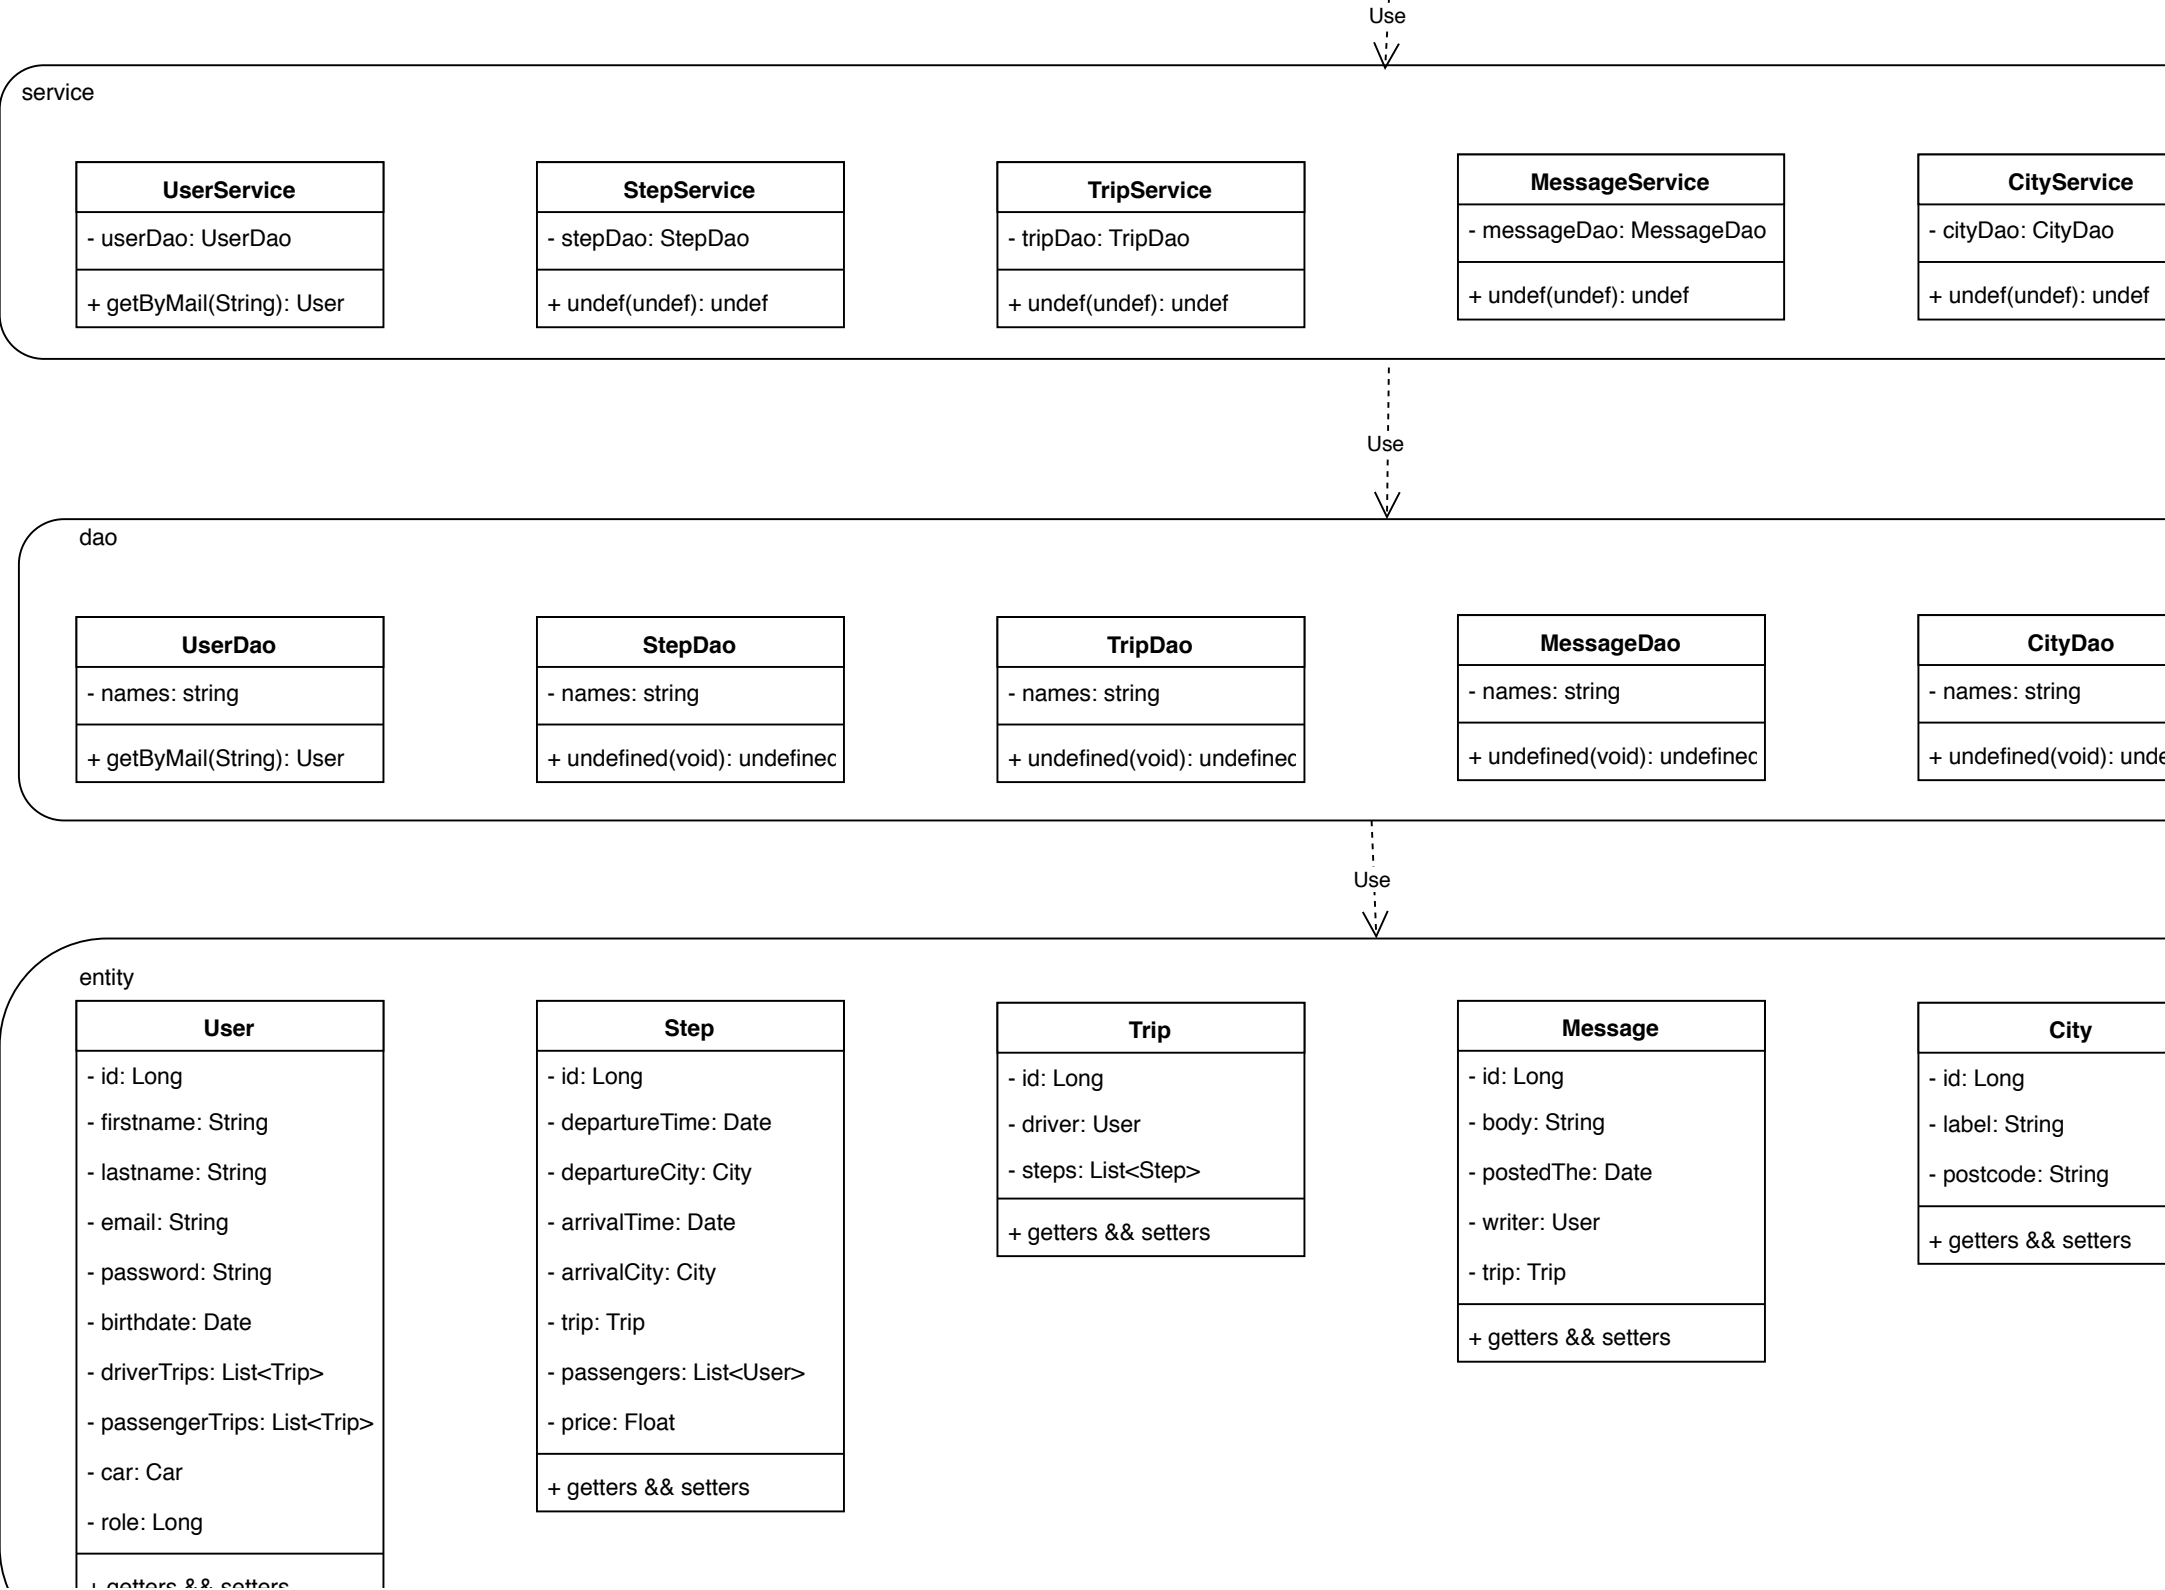 Use
service
UserService
- userDao: UserDao
+ getByMail(String): User
StepService
- stepDao: StepDao
+ undef(undef): undef
TripService
- tripDao: TripDao
+ undef(undef): undef
MessageService
- messageDao: MessageDao
+ undef(undef): undef
CityService
- cityDao: CityDao
+ undef(undef): undef
Use
dao
UserDao
- names: string
+ getByMail(String): User
StepDao
- names: string
+ undefined(void): undefined
TripDao
- names: string
+ undefined(void): undefined
MessageDao
- names: string
+ undefined(void): undefined
CityDao
- names: string
+ undefined(void): unde
Use
entity
User
- id: Long
- firstname: String
- lastname: String
- email: String
- password: String
- birthdate: Date
- driverTrips: List<Trip>
- passengerTrips: List<Trip>
- car: Car
- role: Long
+ getters && setters
Step
- id: Long
- departureTime: Date
- departureCity: City
- arrivalTime: Date
- arrivalCity: City
- trip: Trip
- passengers: List<User>
- price: Float
+ getters && setters
Trip
- id: Long
- driver: User
- steps: List<Step>
+ getters && setters
Message
- id: Long
- body: String
- postedThe: Date
- writer: User
- trip: Trip
+ getters && setters
City
- id: Long
- label: String
- postcode: String
+ getters && setters